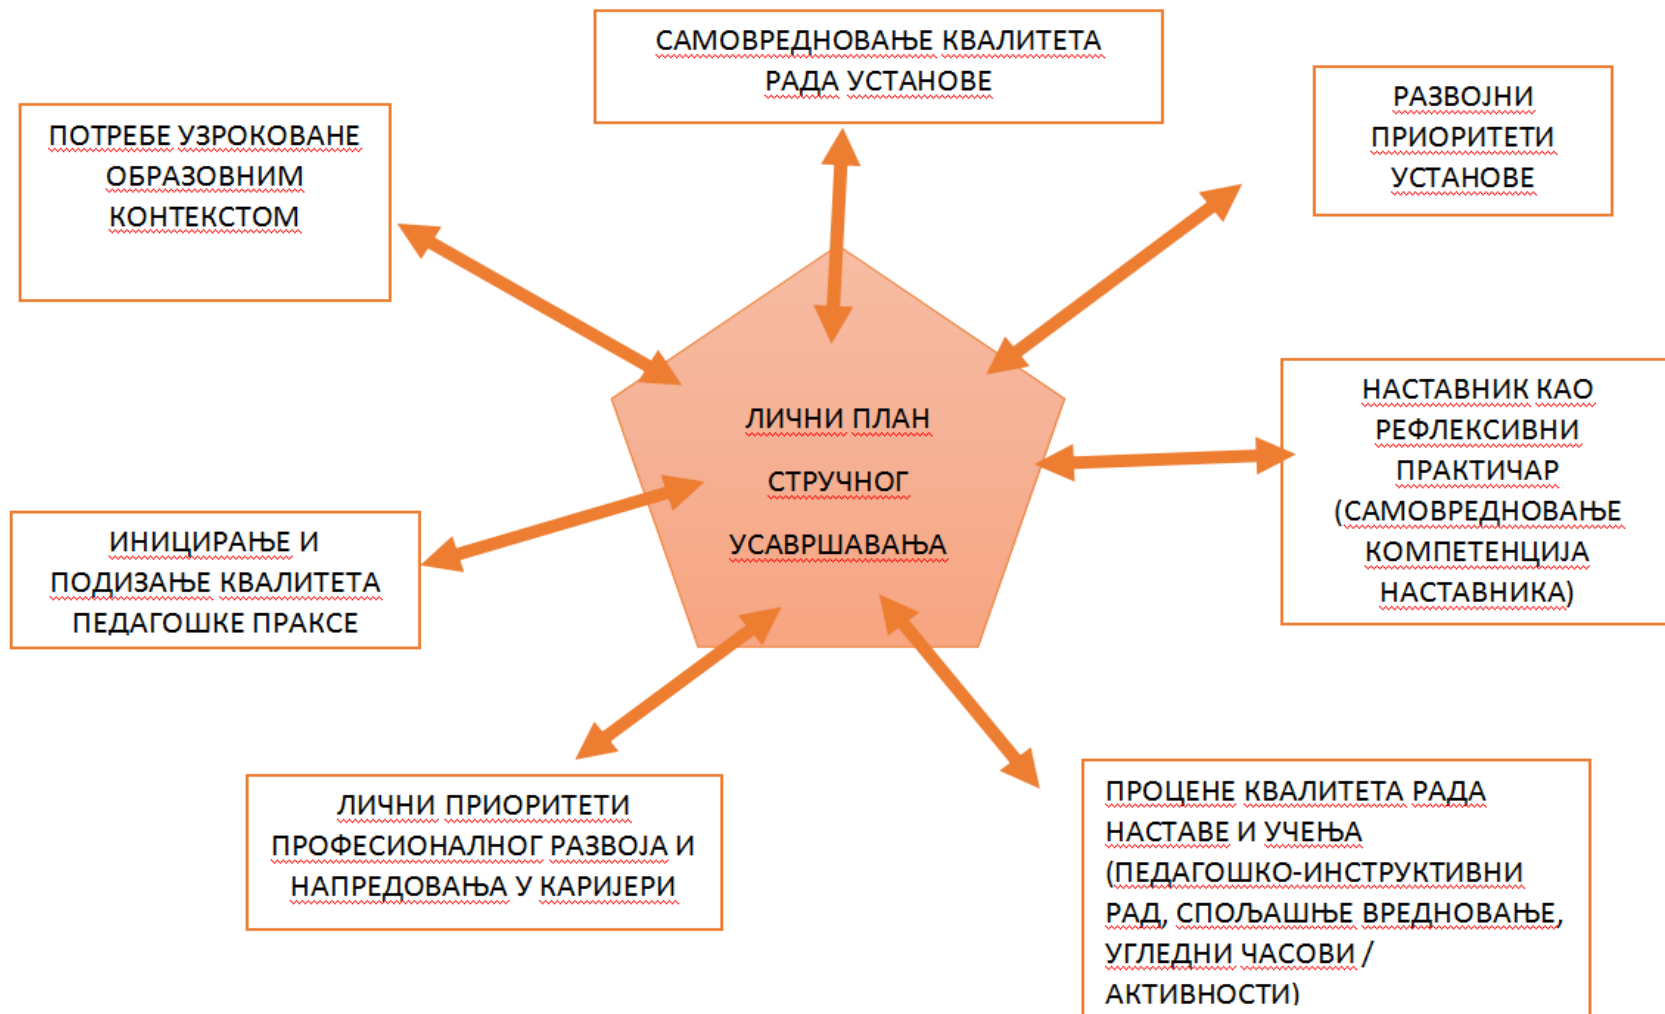 САМОВРЕДНОВАЊЕ КВАЛИТЕТА
РАДА УСТАНОВЕ
РАЗВОЈНИ
ПРИОРИТЕТИ
УСТАНОВЕ
ПОТРЕБЕ УЗРОКОВАНЕ
ОБРАЗОВНИМ
КОНТЕКСТОМ
НАСТАВНИК КАО
РЕФЛЕКСИВНИ
ПРАКТИЧАР
(САМОВРЕДНОВАЊЕ
КОМПЕТЕНЦИЈА
НАСТАВНИКА)
ЛИЧНИ ПЛАН
СТРУЧНОГ
УСАВРШАВАЊА
ИНИЦИРАЊЕ И
ПОДИЗАЊЕ КВАЛИТЕТА
ПЕДАГОШКЕ ПРАКСЕ
ЛИЧНИ ПРИОРИТЕТИ
ПРОФЕСИОНАЛНОГ РАЗВОЈА И
НАПРЕДОВАЊА У КАРИЈЕРИ
ПРОЦЕНЕ КВАЛИТЕТА РАДА
НАСТАВЕ И УЧЕЊА
(ПЕДАГОШКО-ИНСТРУКТИВНИ
РАД, СПОЉАШЊЕ ВРЕДНОВАЊЕ,
УГЛЕДНИ ЧАСОВИ /
АКТИВНОСТИ)